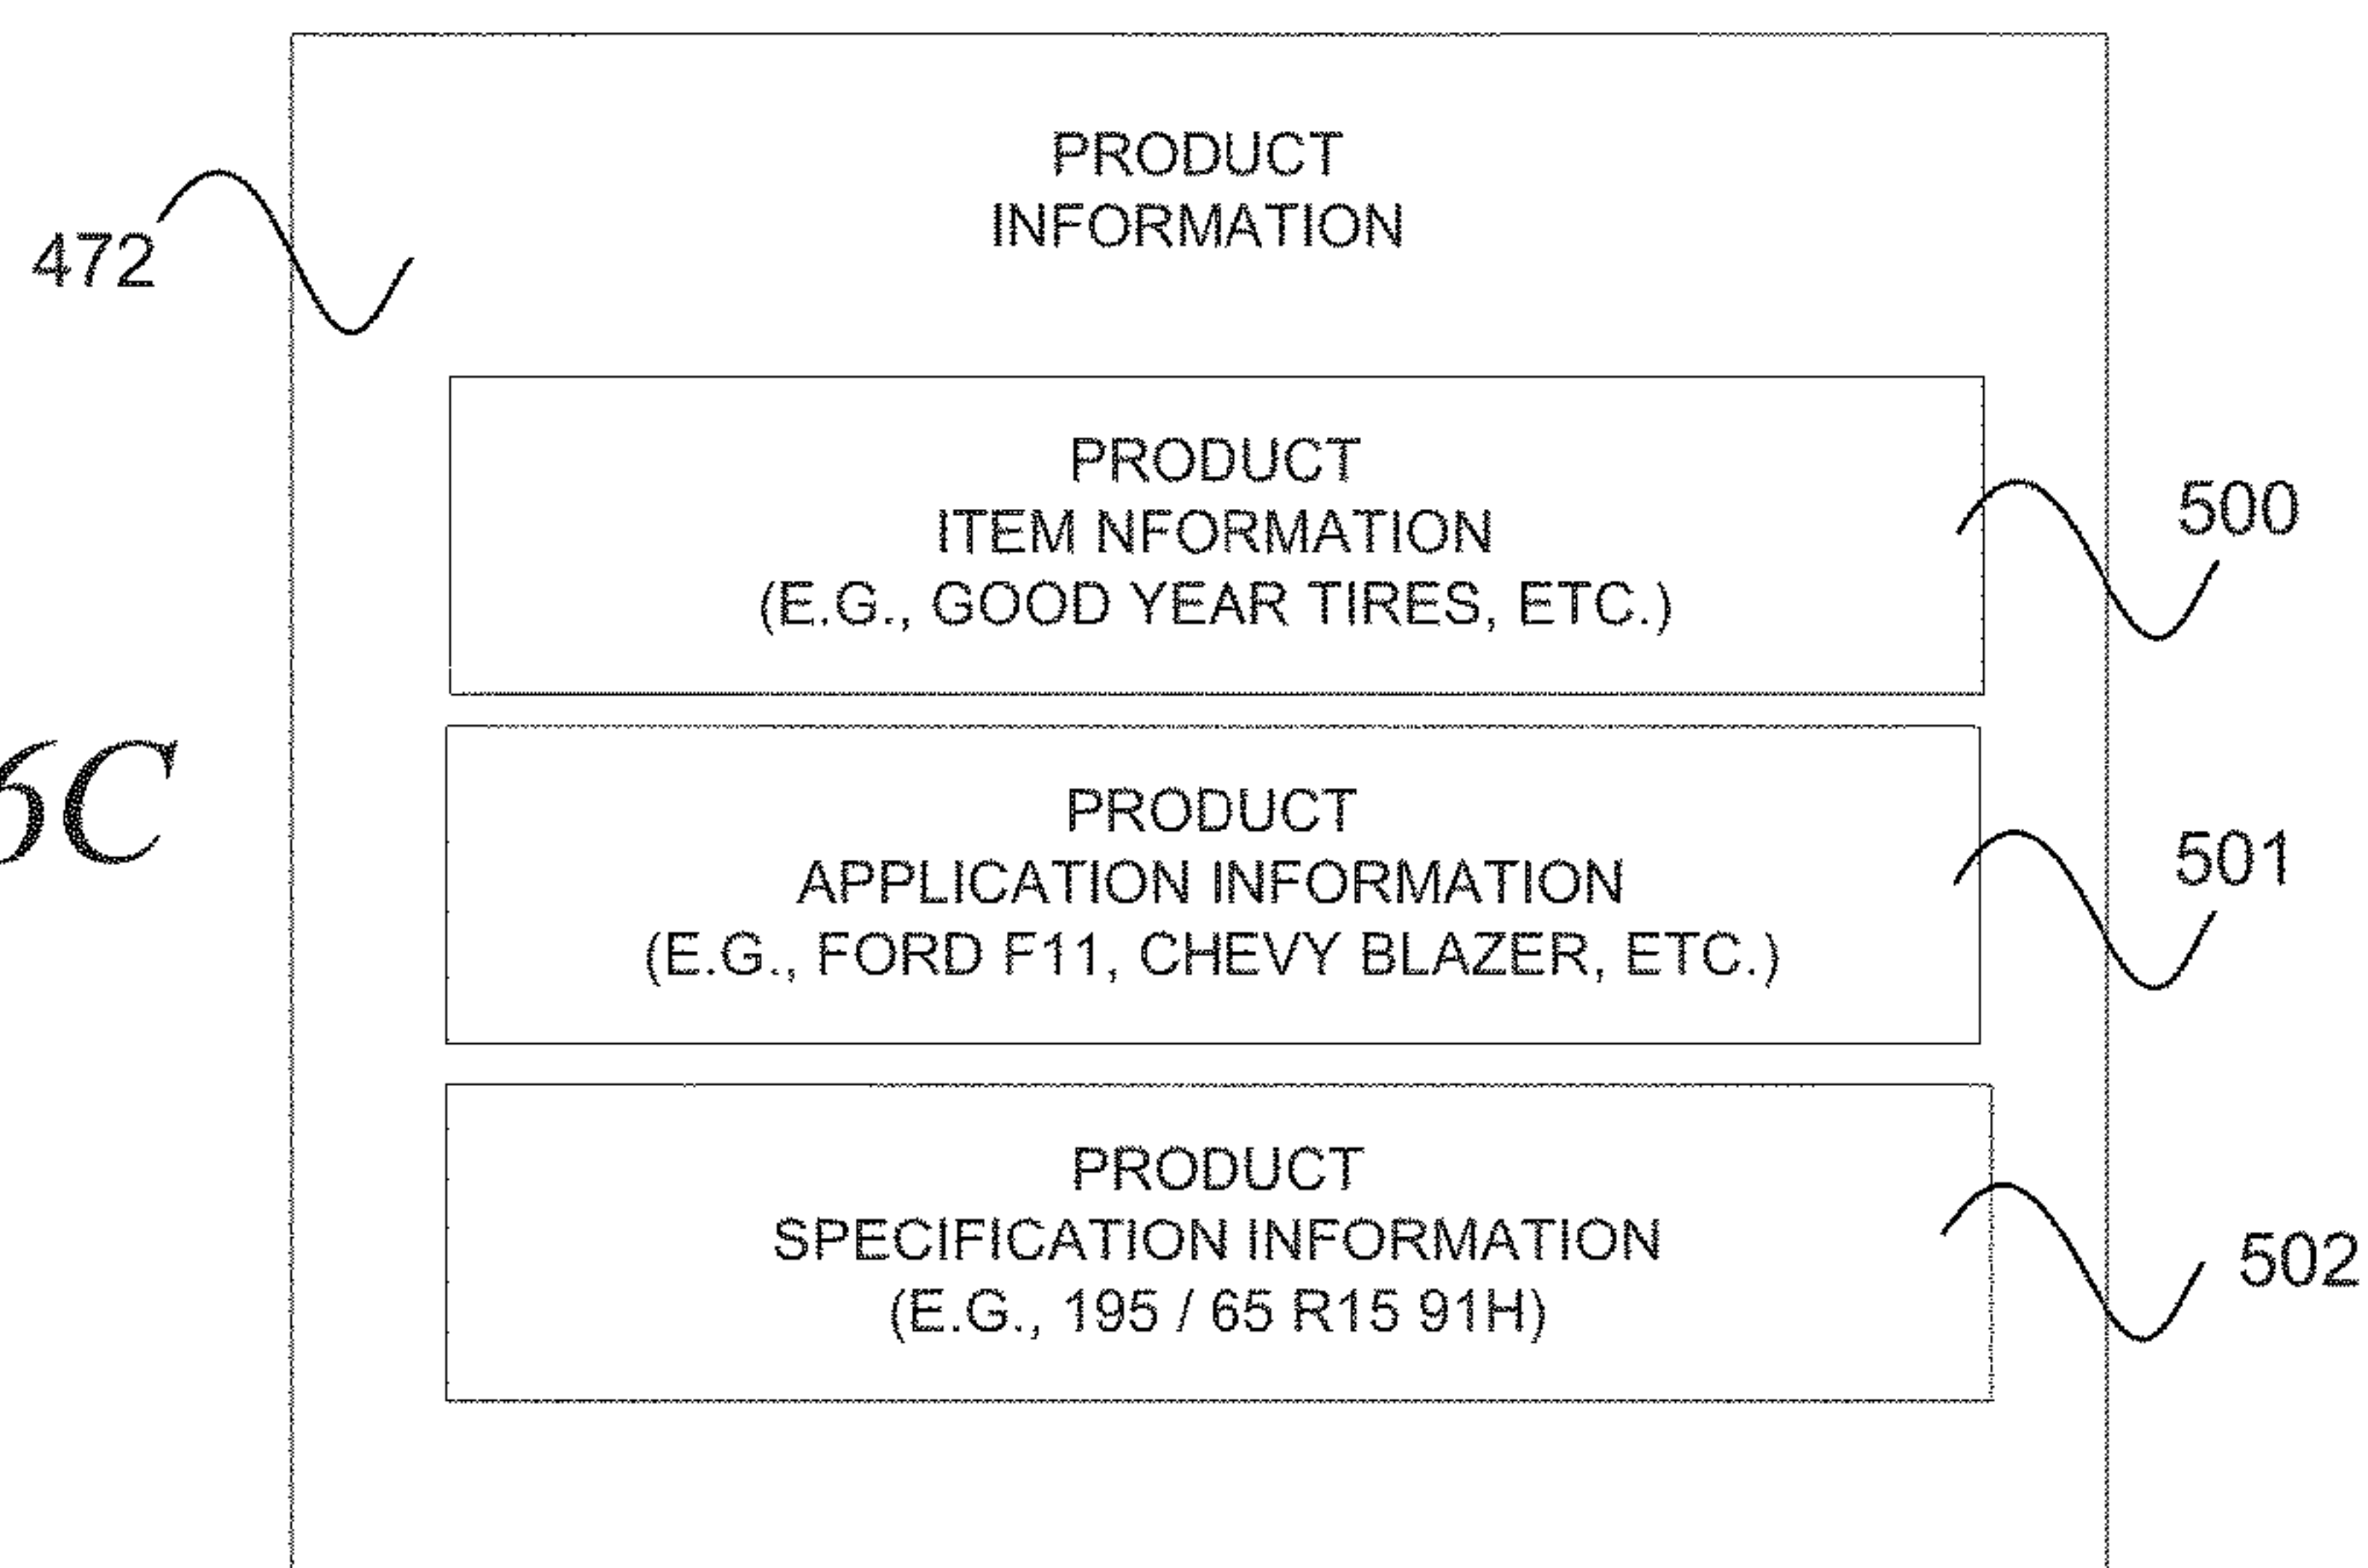 PRODUCT
INFORMATION
472
PRODUCT
ITEM NFORMATION
(E.G., GOOD YEAR TIRES, ETC.)
500
6C
PRODUCT
APPLICATION INFORMATION
(E.G., FORD F11, CHEVY BLAZER, ETC.)
501
PRODUCT
SPECIFICATION INFORMATION
(E.G., 195 / 65 R15 91H)
502